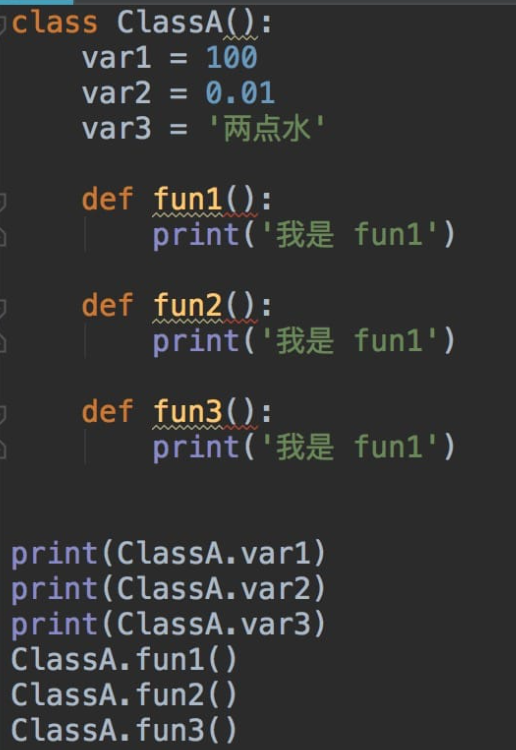 class ClassA():
    var1 = 100
    var2 = 0.01
    var3 = '两点水'
    def fun1():
        print('我是 fun1')
    def fun2():
        print('我是 fun1')
    def fun3():
        print('我是 fun1')
print(ClassA.var1)
print(ClassA.var2)
print(ClassA.var3)
ClassA.fun1()
ClassA.fun2()
ClassA.fun3()